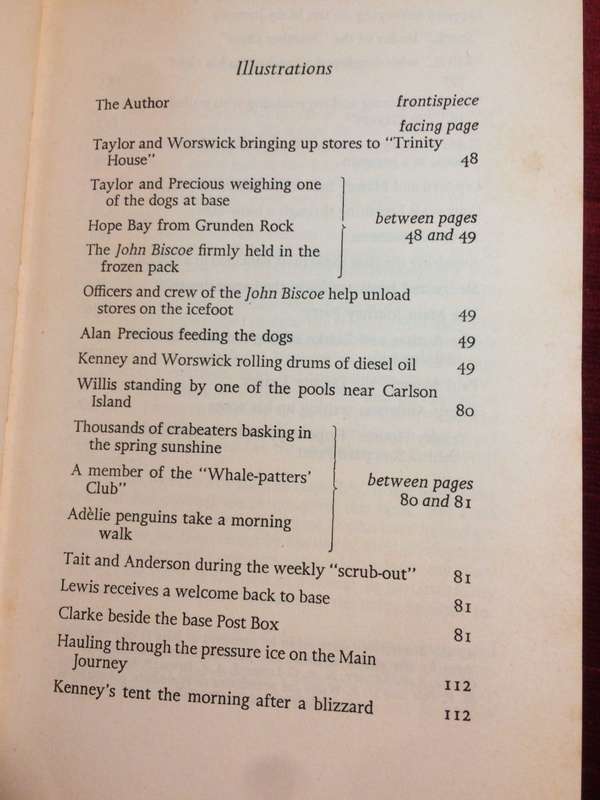 Illustrations
The Author frontispiece
facing page
Taylor and Worswick bringing up stores to "Trinity
House" 48
Taylor and Precious weighing one
of the dogs at base
Hope Bay from Grunden Rock
The John Biscoe firmly held in the
frozen pack
between pages
48 and 49
Officers and crew of the John Biscoe help unload
stores on the icefoot 49
Alan Precious feeding the dogs 49
Kenney and Worswick rolling drums of diesel oil 49
Willis standing by one of the pools near Carlson
Island 80
Thousands of crabeaters basking in
the spring sunshine
A member of the "Whale-patters'
Club"
Adèlie penguins take a morning
walk
between pages
80 and 81
Tait and Anderson during the weekly "scrub-out" 81
Lewis receives a welcome back to base 81
Clarke beside the base Post Box 81
Hauling through the pressure ice on the Main
Journey 112
Kenney's tent the morning after a blizzard 112